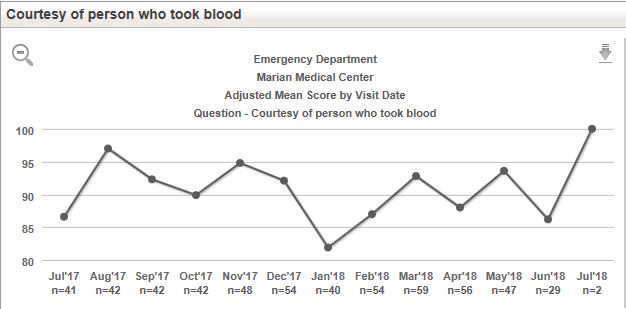 Courtesy of person who took blood
Emergency Department
Marian Medical Center
Adjusted Mean Score by Visit Date
Question - Courtesy of person who took blood
100
95
90
85
80
Jul'17 Aug'17 Sep'17 Oct'17 Nov'17 Dec'17 Jan'18 Feb'18 Mar'18 Apr'18 May'18 Jun'18 Jul'18
n=41 n=42 n=42 n=42 n=48 n=54 n=40 n=54 n=59 n=56 n=47 n=29 n=2